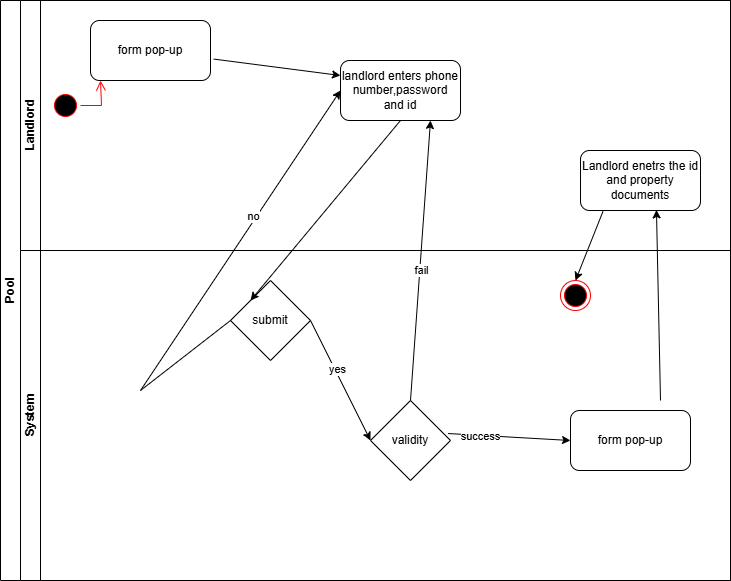 Pool
Landlord
System
form pop-up
landlord enters phone
number,password
and id
Landlord enetrs the id
and property
documents
no
fail
submit
yes
validity
success
form pop-up